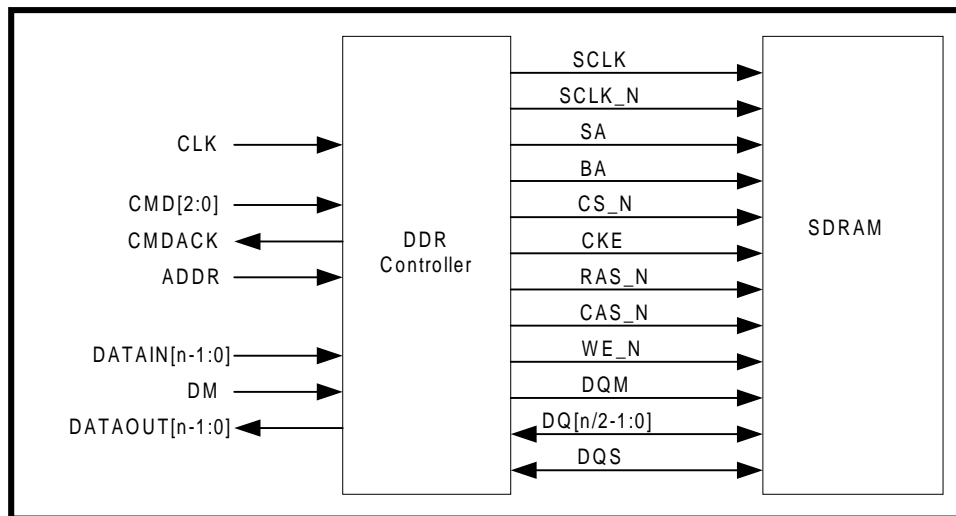 CLK
CMD[2:0]
CMDACK
ADDR
DATAIN[n-1:0]
DM
DATAOUT[n-1:0]
DDR
Controller
SCLK
SCLK_N
SA
BA
CS_N
CKE
RAS_N
CAS_N
WE_N
DQM
DQ[n/2-1:0]
DQS
SDRAM